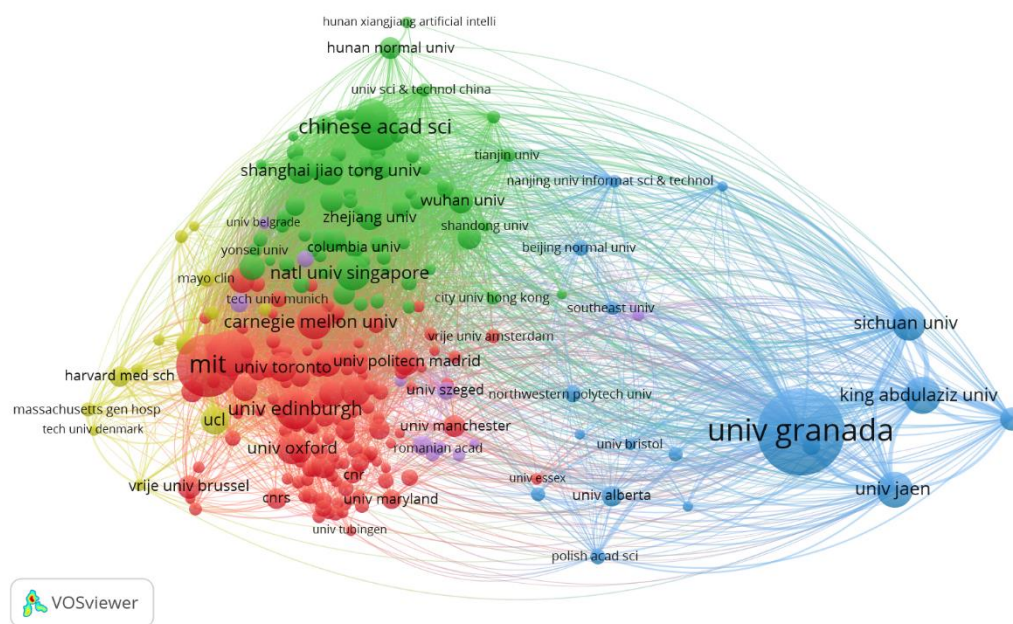 hunan xiangjiang artificial intelli
hunan normal univ
univ sci & technol china
chinese acad sci
tianjin univ
shanghai jiao tong univ
nanjing univ informat sci & technol
wuhan univ
zhejiang univ
univ belgrade
shandong univ
yonsei univ
columbia univ
beijing normal univ
natl univ singapore
mayo clin
tech univ munich
city univ hong kong
southeast univ
carnegie mellon univ
sichuan univ
vrije univ amsterdam
mit
univ toronto
univ politecn madrid
harvard med sch
univ szeged
northwestern polytech univ
king abdulaziz univ
massachusetts gen hosp
ucl
univ edinburgh
tech univ denmark
univ manchester
univ granada
univ oxford
romanian acad
univ bristol
cnr
univ essex
vrije univ brussel
cnrs
univ maryland
univ alberta
univ jaen
univ tubingen
polish acad sci
VOSviewer